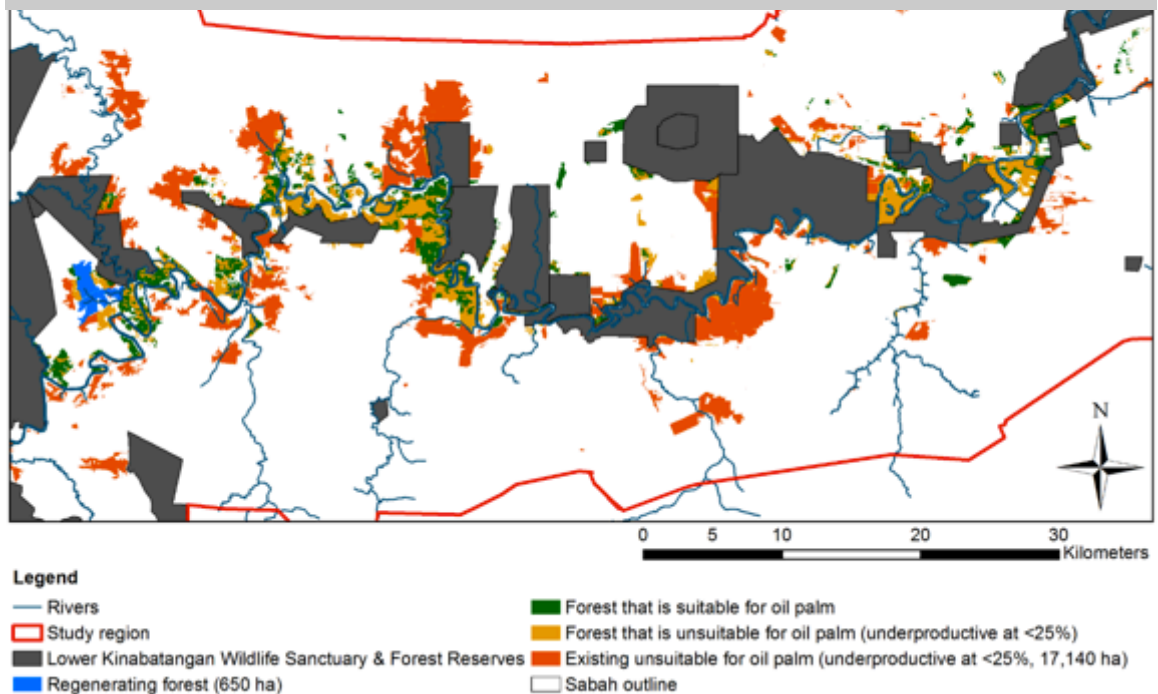 N
0 5 10 20 30
Kilometers
Legend
Rivers
Study region
Lower Kinabatangan Wildlife Sanctuary & Forest Reserves
Regenerating forest (650 ha)
Forest that is suitable for oil palm
Forest that is unsuitable for oil palm (underproductive at <25%)
Existing unsuitable for oil palm (underproductive at <25%, 17,140 ha)
Sabah outline